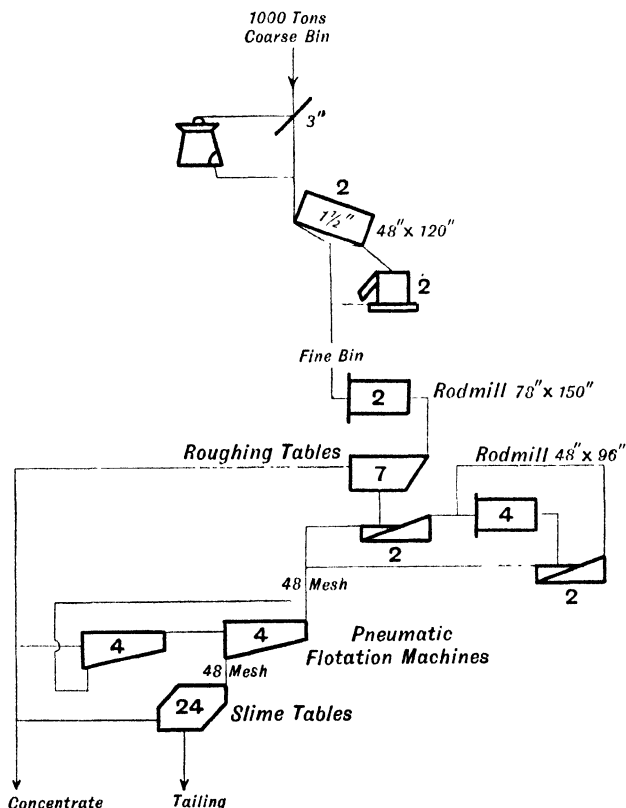 1000 Tons
Coarse Bin
3"
2
1½"
48"x 120"
2
Fine Bin
2
Rodmill 78"x 150"
Roughing Tables
7
Rodmill 48"x 96"
4
2
2
48 Mesh
4
4
Pneumatic
Flotation Machines
48 Mesh
24
Slime Tables
Concentrate
Tailing